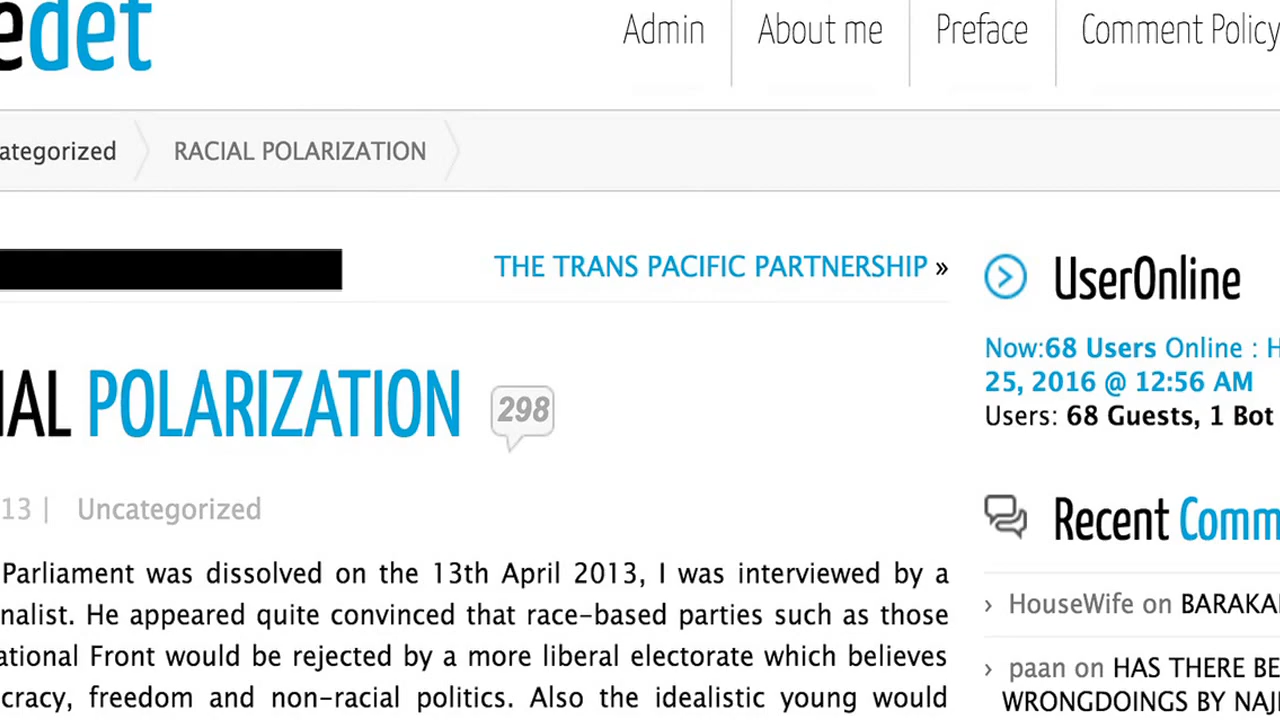 edet
Admin
About me
Preface
Comment Policy
ategorized
RACIAL POLARIZATION
THE TRANS PACIFIC PARTNERSHIP »
UserOnline
Now:68 Users Online : H
25, 2016 @ 12:56 AM
Users: 68 Guests, 1 Bot
IAL POLARIZATION 298
13 | Uncategorized
Recent Comm
Parliament was dissolved on the 13th April 2013, I was interviewed by a
nalist. He appeared quite convinced that race-based parties such as those
ational Front would be rejected by a more liberal electorate which believes
cracy, freedom and non-racial politics. Also the idealistic young would
› HouseWife on BARAKA
› paan on HAS THERE BE
WRONGDOINGS BY NAJI